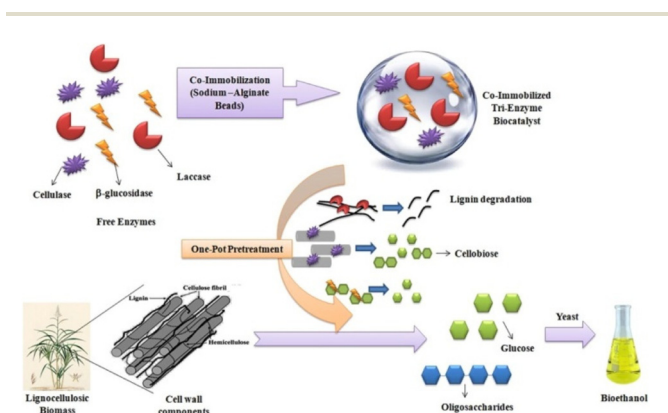 Co-Immobilization
(Sodium –Alginate
Beads)
Co-Immobilized
Tri-Enzyme
Biocatalyst
Laccase
Cellulase
β-glucosidase
Free Enzymes
Lignin degradation
One-Pot Pretreatment
Cellobiose
Cellulose fibril
Lignin
Hemicellulose
Yeast
Glucose
Lignocellulosic
Biomass
Cell wall
components
Oligosaccharides
Bioethanol